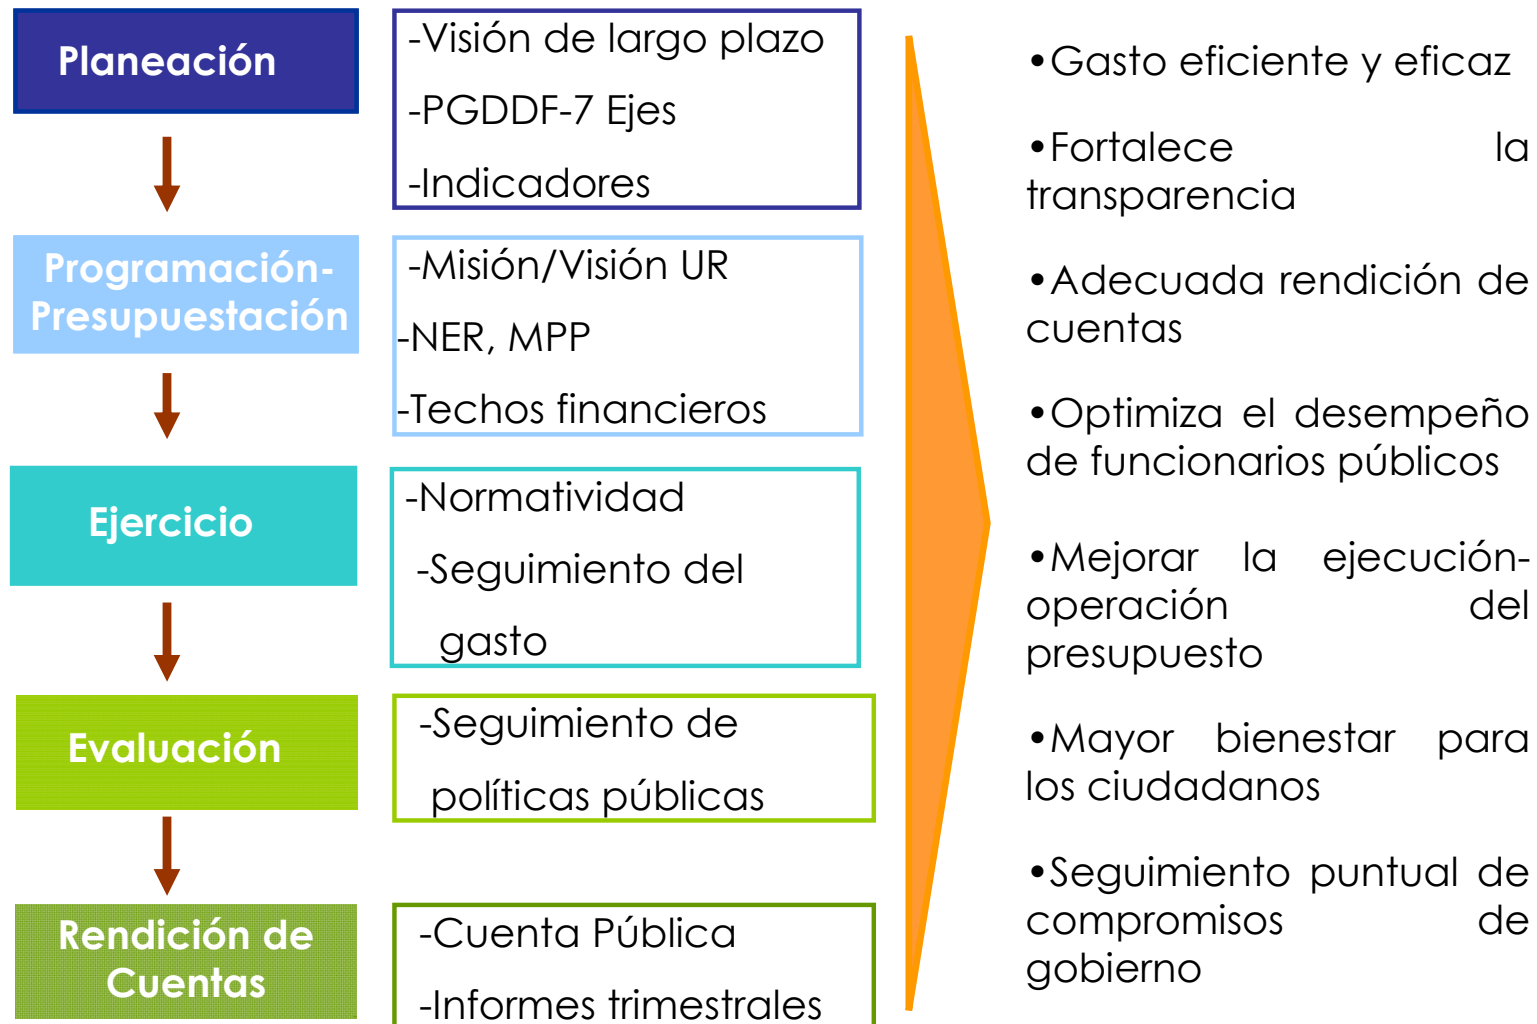 Planeación
-Visión de largo plazo
-PGDDF-7 Ejes
-Indicadores
Programación-
Presupuestación
-Misión/Visión UR
-NER, MPP
-Techos financieros
Ejercicio
-Normatividad
-Seguimiento del
gasto
Evaluación
-Seguimiento de
políticas públicas
Rendición de
Cuentas
-Cuenta Pública
-Informes trimestrales
•Gasto eficiente y eficaz
•Fortalece la
transparencia
•Adecuada rendición de
cuentas
•Optimiza el desempeño
de funcionarios públicos
•Mejorar la ejecución-
operación del
presupuesto
•Mayor bienestar para
los ciudadanos
•Seguimiento puntual de
compromisos de
gobierno